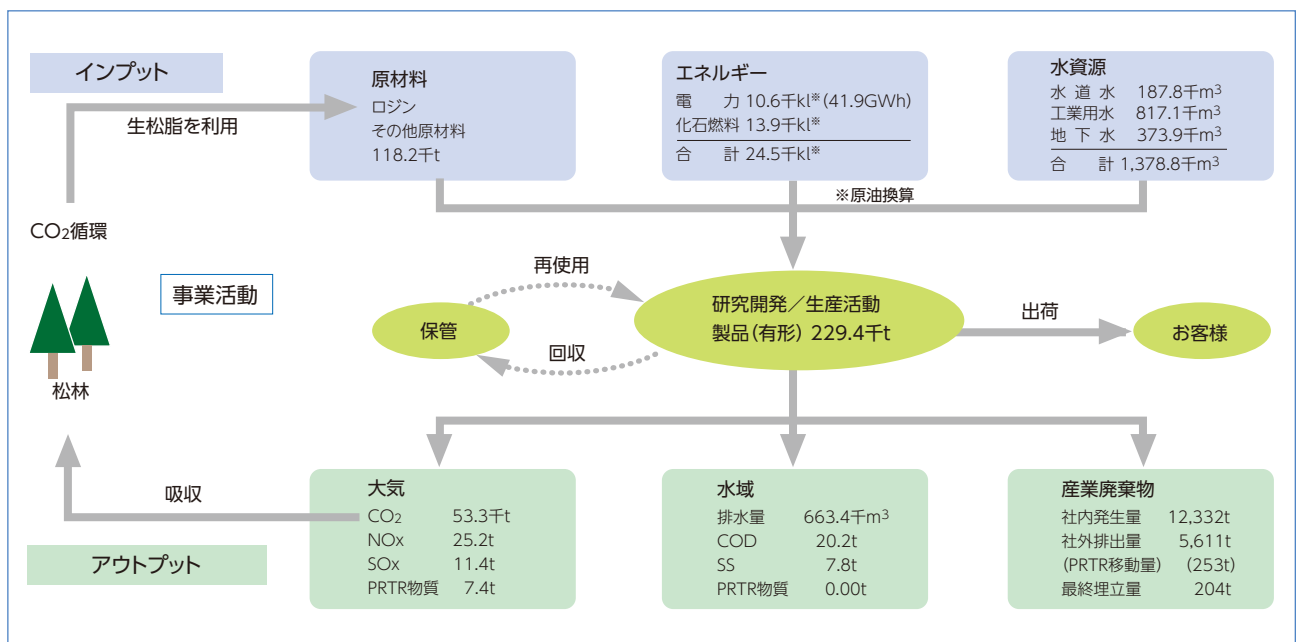 インプット
原材料
ロジン
その他原材料
118.2千t
エネルギー
電　力 10.6千kl※(41.9GWh)
化石燃料 13.9千kl※
合　計 24.5千kl※
水資源
水道水 187.8千m³
工業用水 817.1千m³
地下水 373.9千m³
合　計 1,378.8千m³
生松脂を利用
※原油換算
CO₂循環
事業活動
松林
再使用
保管
回収
研究開発／生産活動
製品(有形) 229.4千t
出荷
お客様
吸収
アウトプット
大気
CO₂ 53.3千t
NOx 25.2t
SOx 11.4t
PRTR物質 7.4t
水域
排水量 663.4千m³
COD 20.2t
SS 7.8t
PRTR物質 0.00t
産業廃棄物
社内発生量 12,332t
社外排出量 5,611t
(PRTR移動量) (253t)
最終埋立量 204t